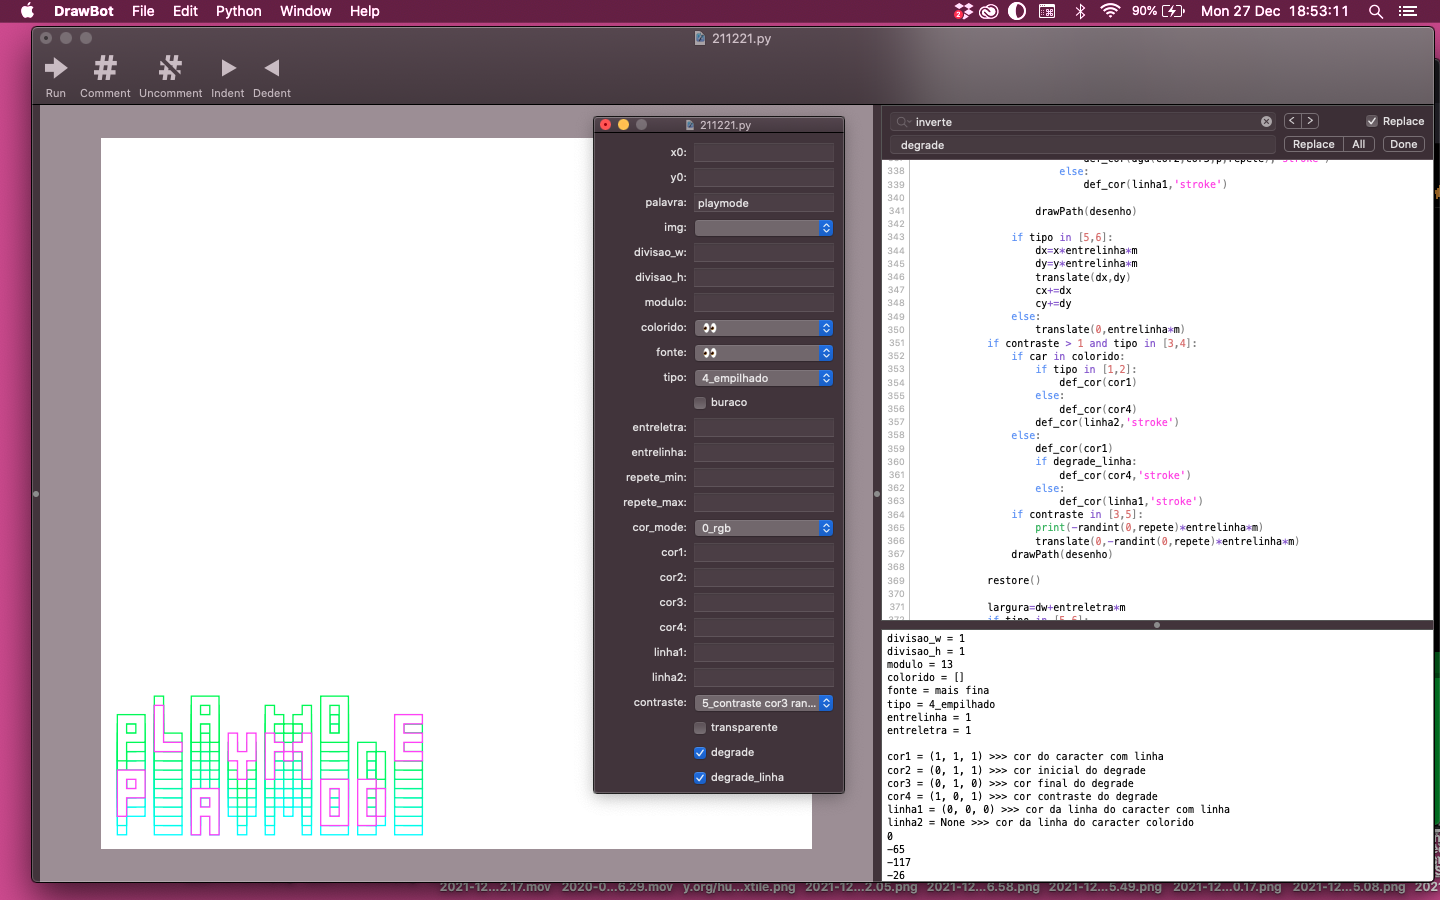 DrawBot File Edit Python Window Help
2 90% Mon 27 Dec 18:53:11
211221.py
Run Comment Uncomment Indent Dedent
211221.py
x0:
y0:
palavra: playmode
img:
divisao_w:
divisao_h:
modulo:
colorido: 👀
fonte: 👀
tipo: 4_empilhado
buraco
entreletra:
entrelinha:
repete_min:
repete_max:
cor_mode: 0_rgb
cor1:
cor2:
cor3:
cor4:
linha1:
linha2:
contraste: 5_contraste cor3 ran...
transparente
degrade
degrade_linha
inverte < > Replace
degrade Replace All Done
338 else:
339 def_cor(linha1,'stroke')
340
341 drawPath(desenho)
342
343 if tipo in [5,6]:
344 dx=x*entrelinha*m
345 dy=y*entrelinha*m
346 translate(dx,dy)
347 cx+=dx
348 cy+=dy
349 else:
350 translate(0,entrelinha*m)
351 if contraste > 1 and tipo in [3,4]:
352 if car in colorido:
353 if tipo in [1,2]:
354 def_cor(cor1)
355 else:
356 def_cor(cor4)
357 def_cor(linha2,'stroke')
358 else:
359 def_cor(cor1)
360 if degrade_linha:
361 def_cor(cor4,'stroke')
362 else:
363 def_cor(linha1,'stroke')
364 if contraste in [3,5]:
365 print(-randint(0,repete)*entrelinha*m)
366 translate(0,-randint(0,repete)*entrelinha*m)
367 drawPath(desenho)
368
369 restore()
370
371 largura=dw+entreletra*m
372 if tipo in [5,6]:
divisao_w = 1
divisao_h = 1
modulo = 13
colorido = []
fonte = mais fina
tipo = 4_empilhado
entrelinha = 1
entreletra = 1
cor1 = (1, 1, 1) >>> cor do caracter com linha
cor2 = (0, 1, 1) >>> cor inicial do degrade
cor3 = (0, 1, 0) >>> cor final do degrade
cor4 = (1, 0, 1) >>> cor contraste do degrade
linha1 = (0, 0, 0) >>> cor da linha do caracter com linha
linha2 = None >>> cor da linha do caracter colorido
0
-65
-117
-26
PLAYMODE
PLAYMODE
2021-12...2.17.mov 2020-0...6.29.mov y.org/hu...xtile.png 2021-12...2.05.png 2021-12...6.58.png 2021-12...5.49.png 2021-12...0.17.png 2021-12...5.08.png